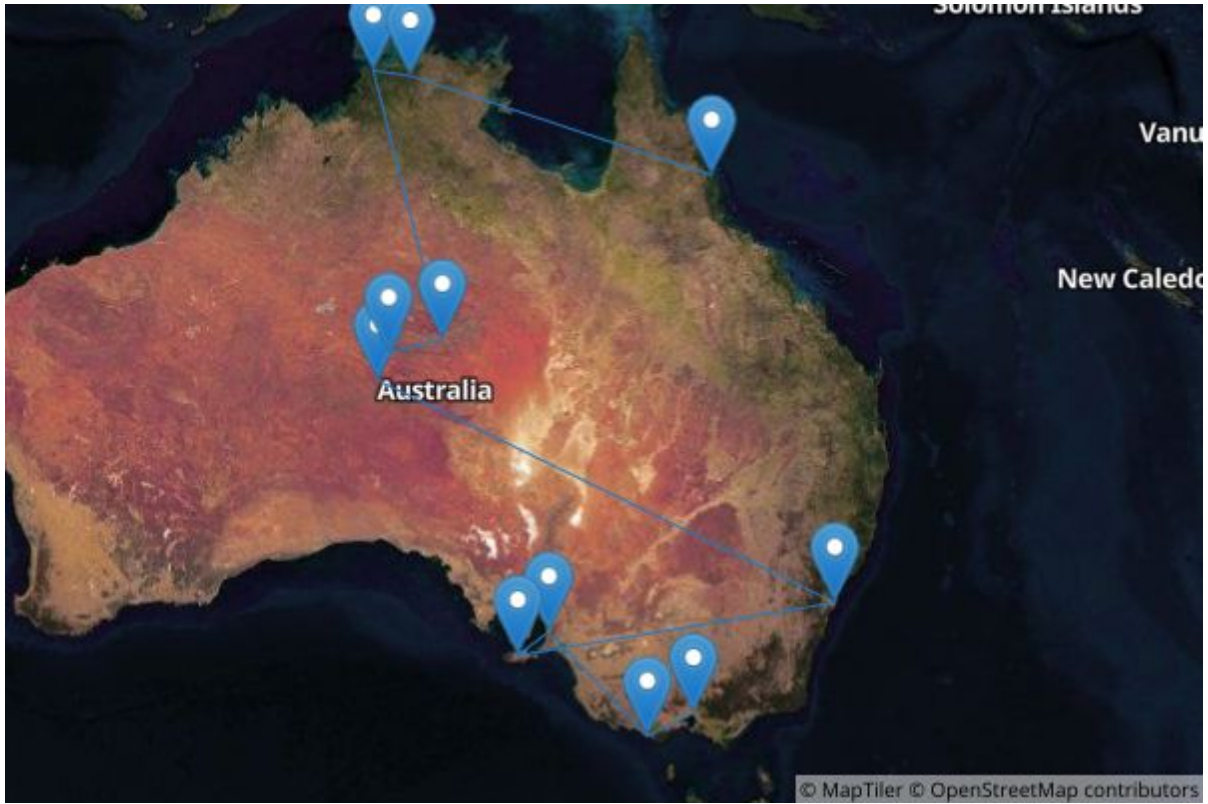 Solomon Islands
Vanu
New Caledo
Australia
© MapTiler © OpenStreetMap contributors